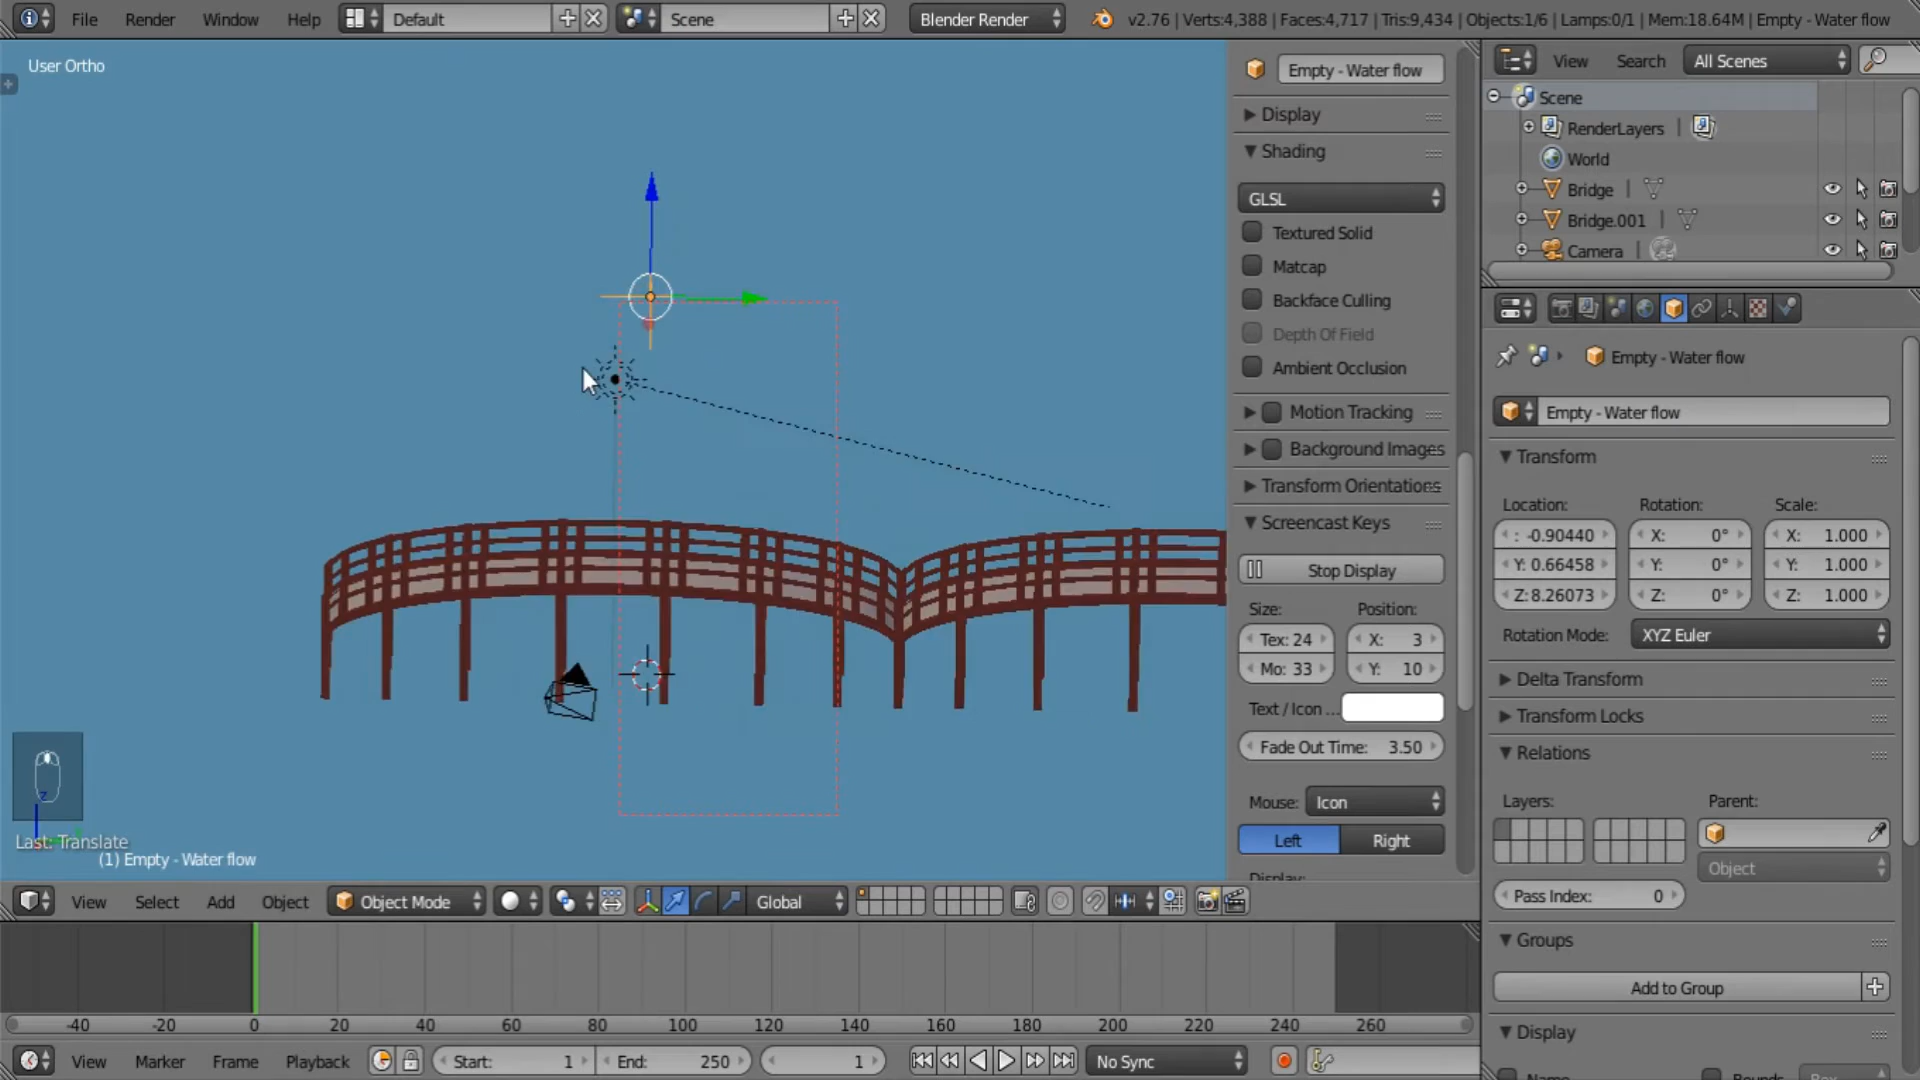 File Render Window Help Default Scene Blender Render v2.76 | Verts:4,388 | Faces:4,717 | Tris:9,434 | Objects:1/6 | Lamps:0/1 | Mem:18.64M | Empty - Water flow
User Ortho
Last: Translate
(1) Empty - Water flow
Empty - Water flow
Display
Shading
GLSL
Textured Solid
Matcap
Backface Culling
Depth Of Field
Ambient Occlusion
Motion Tracking
Background Images
Transform Orientations
Screencast Keys
Stop Display
Size: Position:
Tex: 24 X: 3
Mo: 33 Y: 10
Text / Icon ...
Fade Out Time: 3.50
Mouse: Icon
Left Right
View Search All Scenes
Scene
RenderLayers |
World
Bridge |
Bridge.001 |
Camera |
Empty - Water flow
Empty - Water flow
Transform
Location: Rotation: Scale:
: -0.90440 X: 0° X: 1.000
Y: 0.66458 Y: 0° Y: 1.000
Z: 8.26073 Z: 0° Z: 1.000
Rotation Mode: XYZ Euler
Delta Transform
Transform Locks
Relations
Layers: Parent:
Object
Pass Index: 0
Groups
Add to Group
Display
View Select Add Object Object Mode Global
-40 -20 0 20 40 60 80 100 120 140 160 180 200 220 240 260
View Marker Frame Playback Start: 1 End: 250 1 No Sync